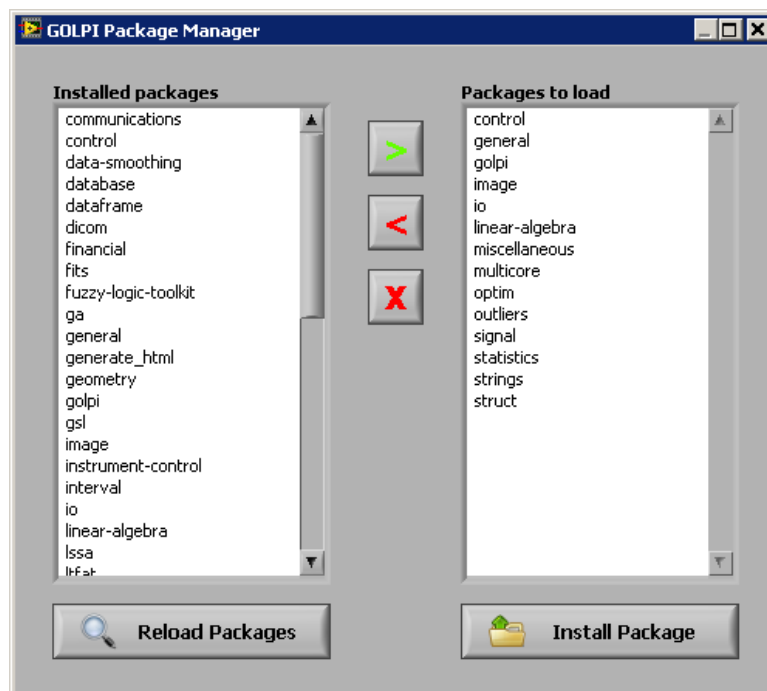 GOLPI Package Manager
Installed packages
communications
control
data-smoothing
database
dataframe
dicom
financial
fits
fuzzy-logic-toolkit
ga
general
generate_html
geometry
golpi
gsl
image
instrument-control
interval
io
linear-algebra
lssa
ltfat
>
<
X
Packages to load
control
general
golpi
image
io
linear-algebra
miscellaneous
multicore
optim
outliers
signal
statistics
strings
struct
Reload Packages
Install Package